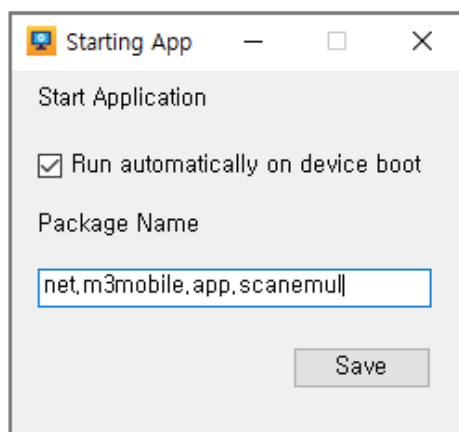 Starting App
Start Application
Run automatically on device boot
Package Name
net.m3mobile.app.scanemul
Save